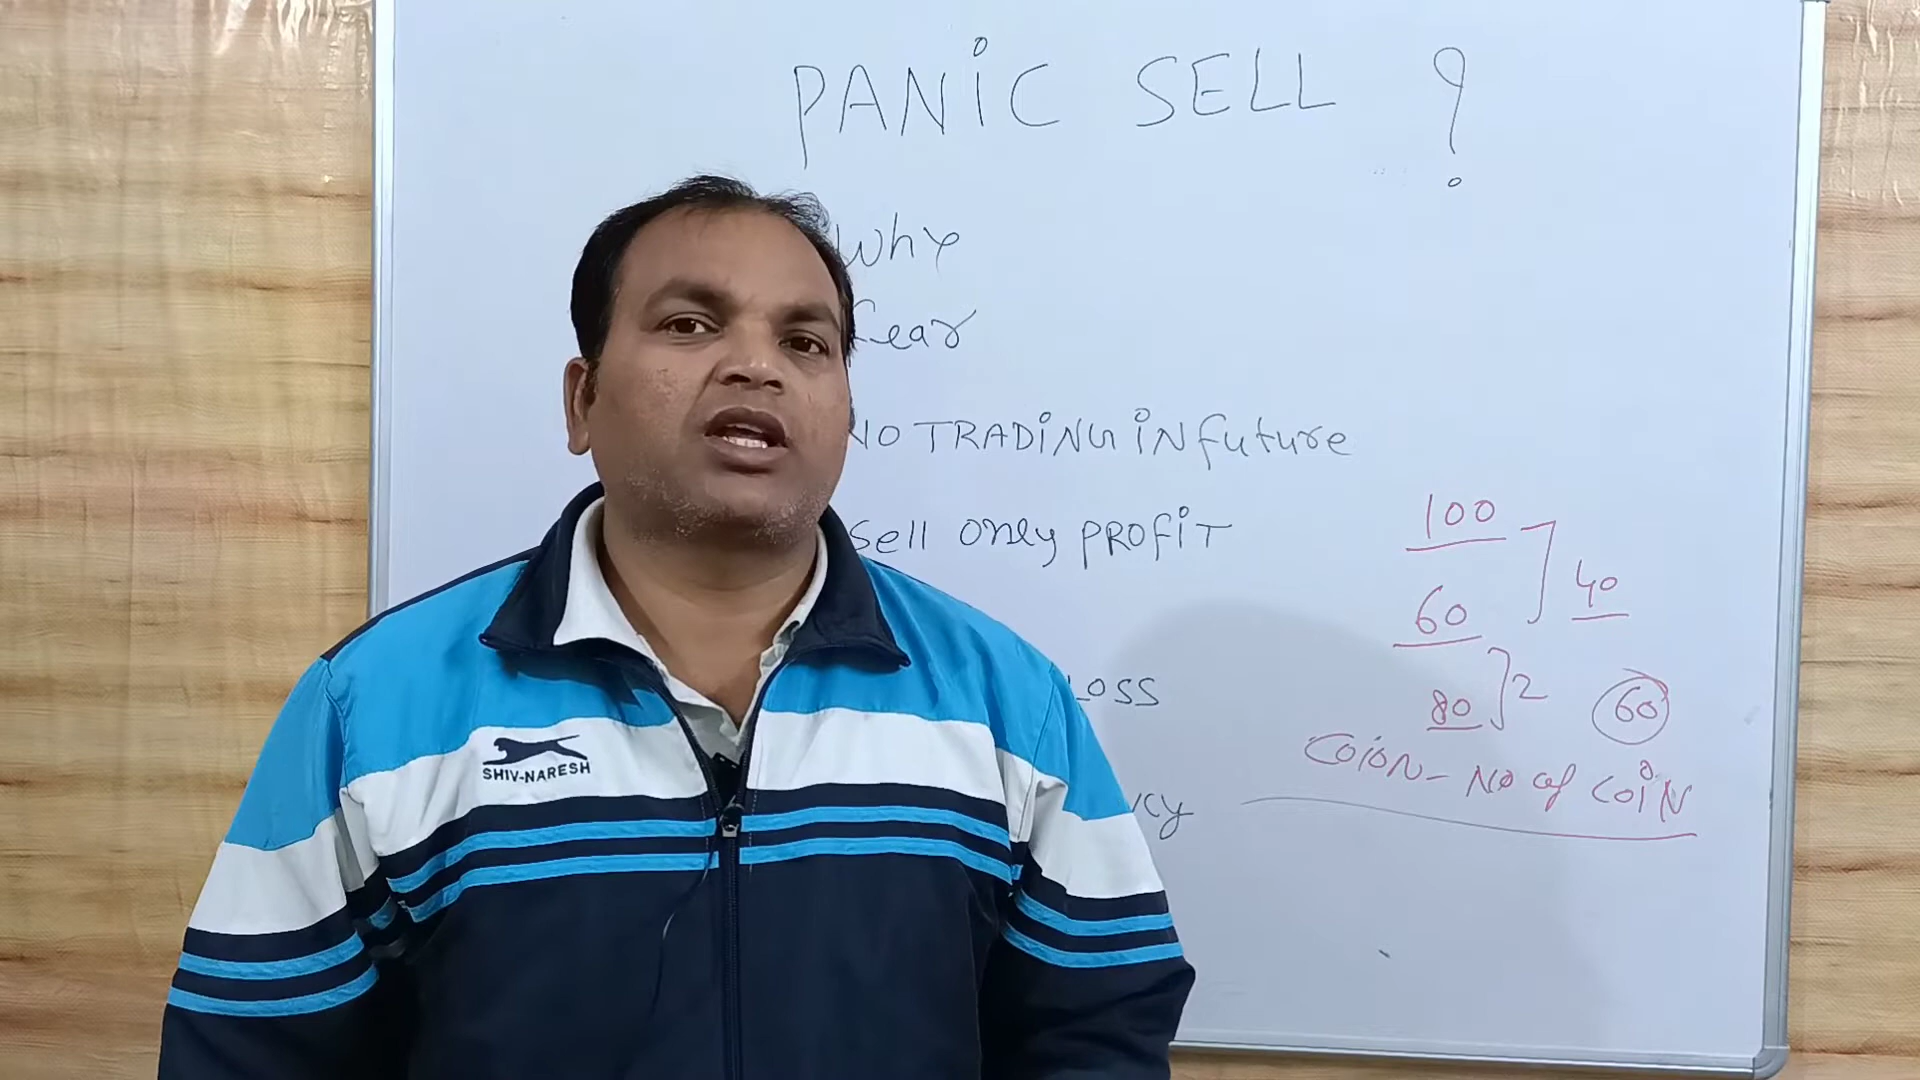 PANIC SELL ?
Why
fear
NO TRADING IN future
Sell only PROFIT
100
40
60
80
2
60
LOSS
COION- NO of COIN
SHIV-NARESH